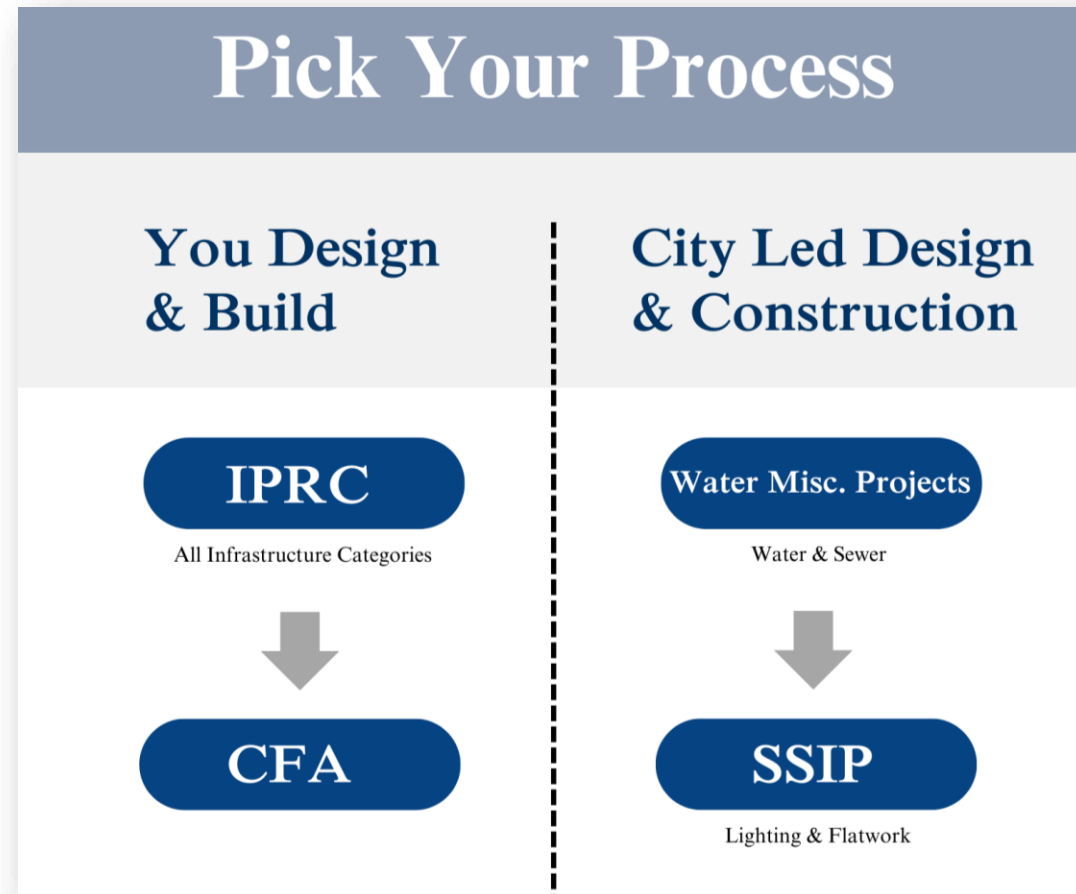 Pick Your Process
You Design
& Build
IPRC
All Infrastructure Categories
CFA
City Led Design
& Construction
Water Misc. Projects
Water & Sewer
SSIP
Lighting & Flatwork